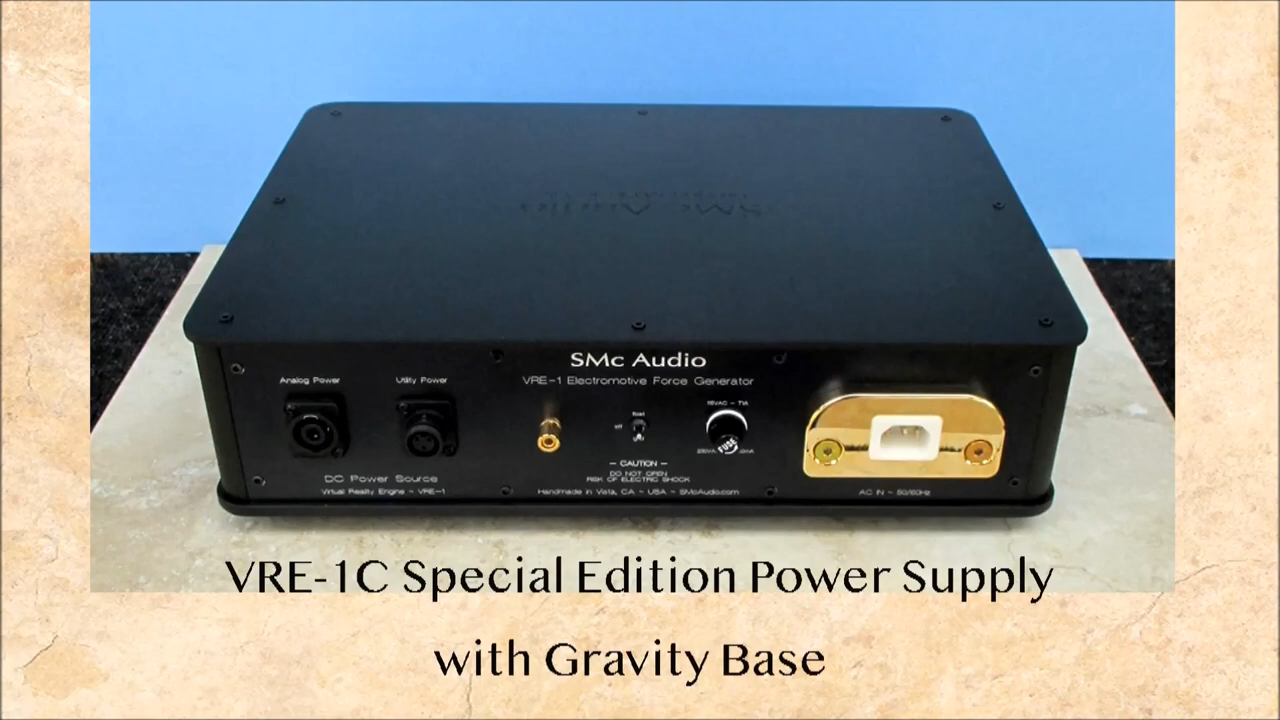 SMc Audio
SMc Audio
VRE-1 Electromotive Force Generator
Analog Power
Utility Power
off
FUSE
DC Power Source
Virtual Reality Engine ~ VRE-1
— CAUTION —
DO NOT OPEN
RISK OF ELECTRIC SHOCK
Handmade in Vista, CA ~ USA ~ SMcAudio.com
AC IN ~ 50/60Hz
VRE-1C Special Edition Power Supply
with Gravity Base